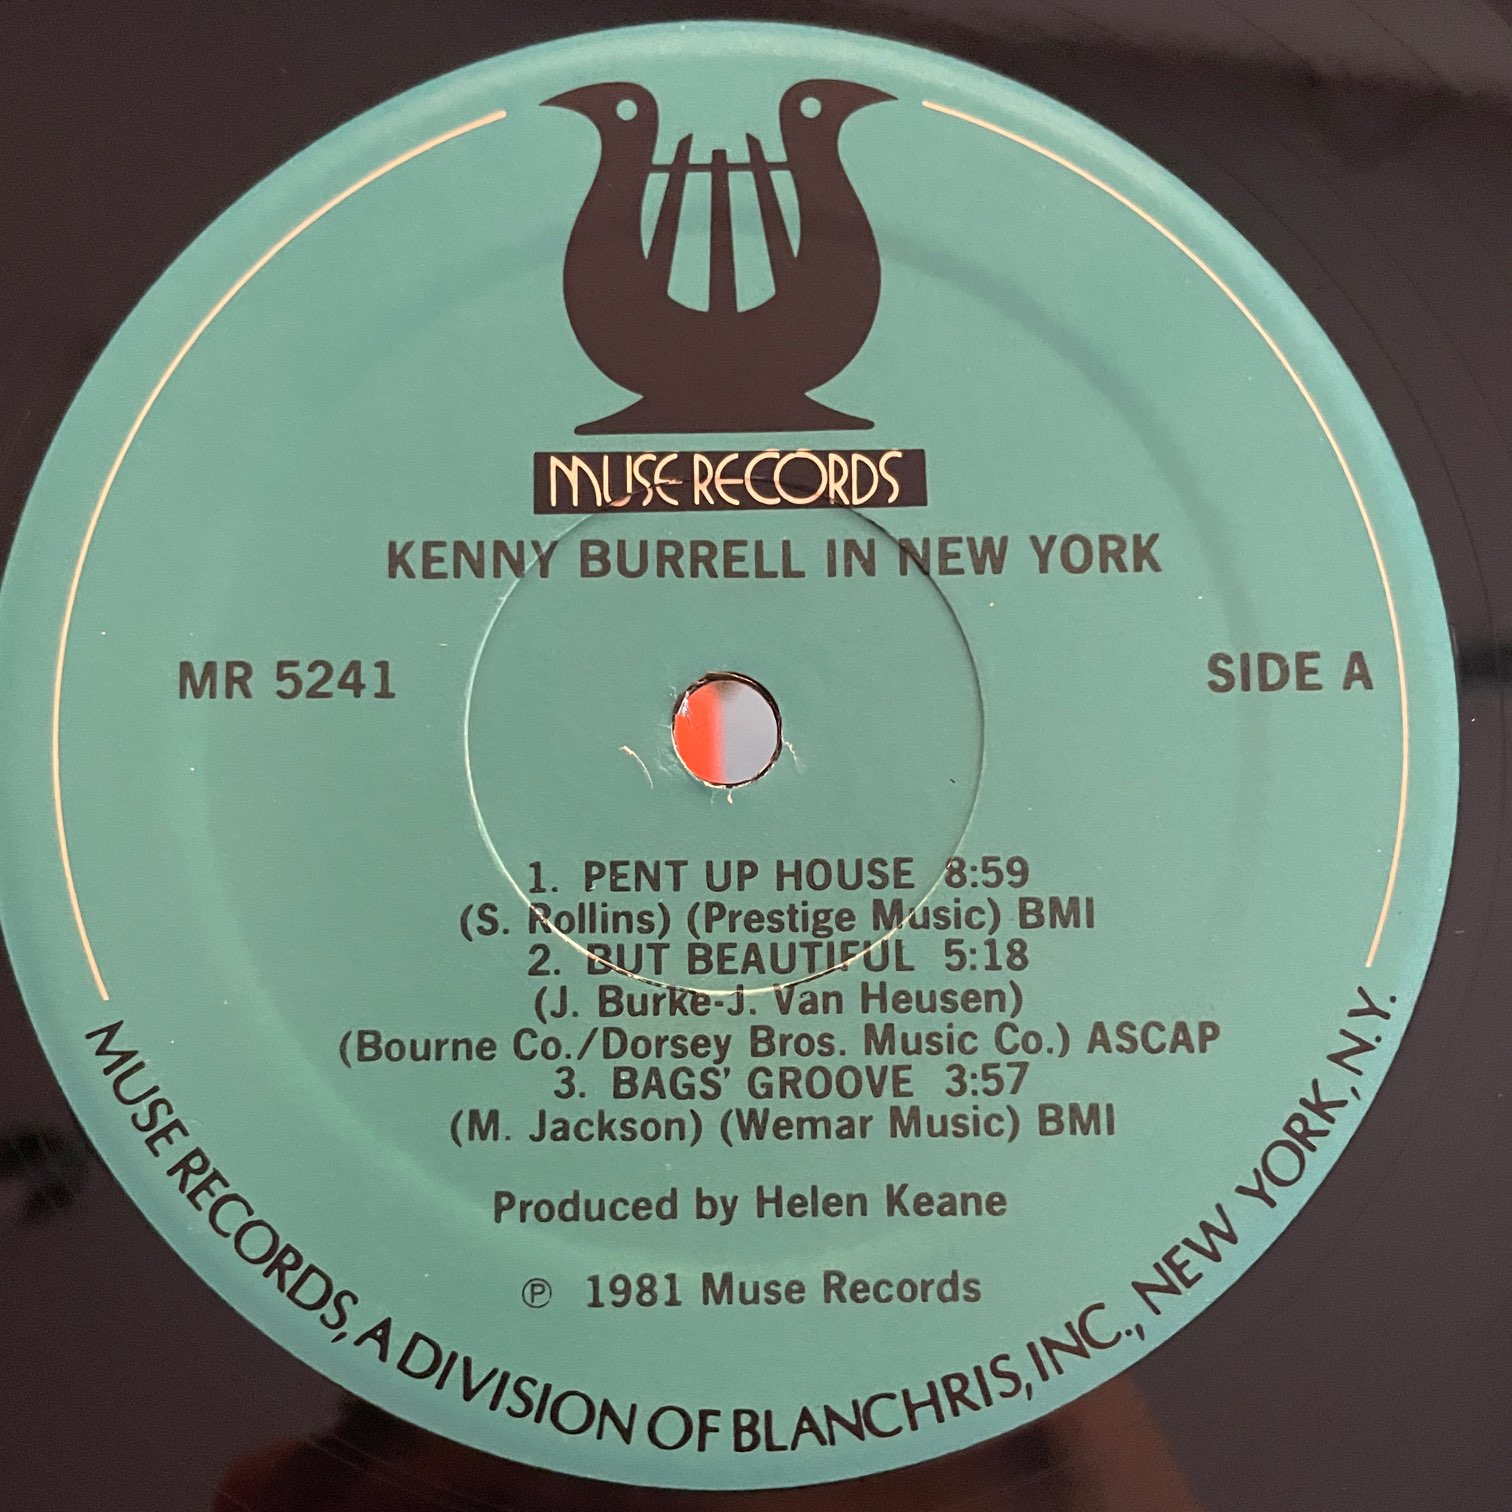 MUSE RECORDS
KENNY BURRELL IN NEW YORK
MR 5241
SIDE A
1. PENT UP HOUSE 8:59
(S. Rollins) (Prestige Music) BMI
2. BUT BEAUTIFUL 5:18
(J. Burke-J. Van Heusen)
(Bourne Co./Dorsey Bros. Music Co.) ASCAP
3. BAGS' GROOVE 3:57
(M. Jackson) (Wemar Music) BMI
Produced by Helen Keane
℗ 1981 Muse Records
MUSE RECORDS, A DIVISION OF BLANCHRIS, INC., NEW YORK, N.Y.